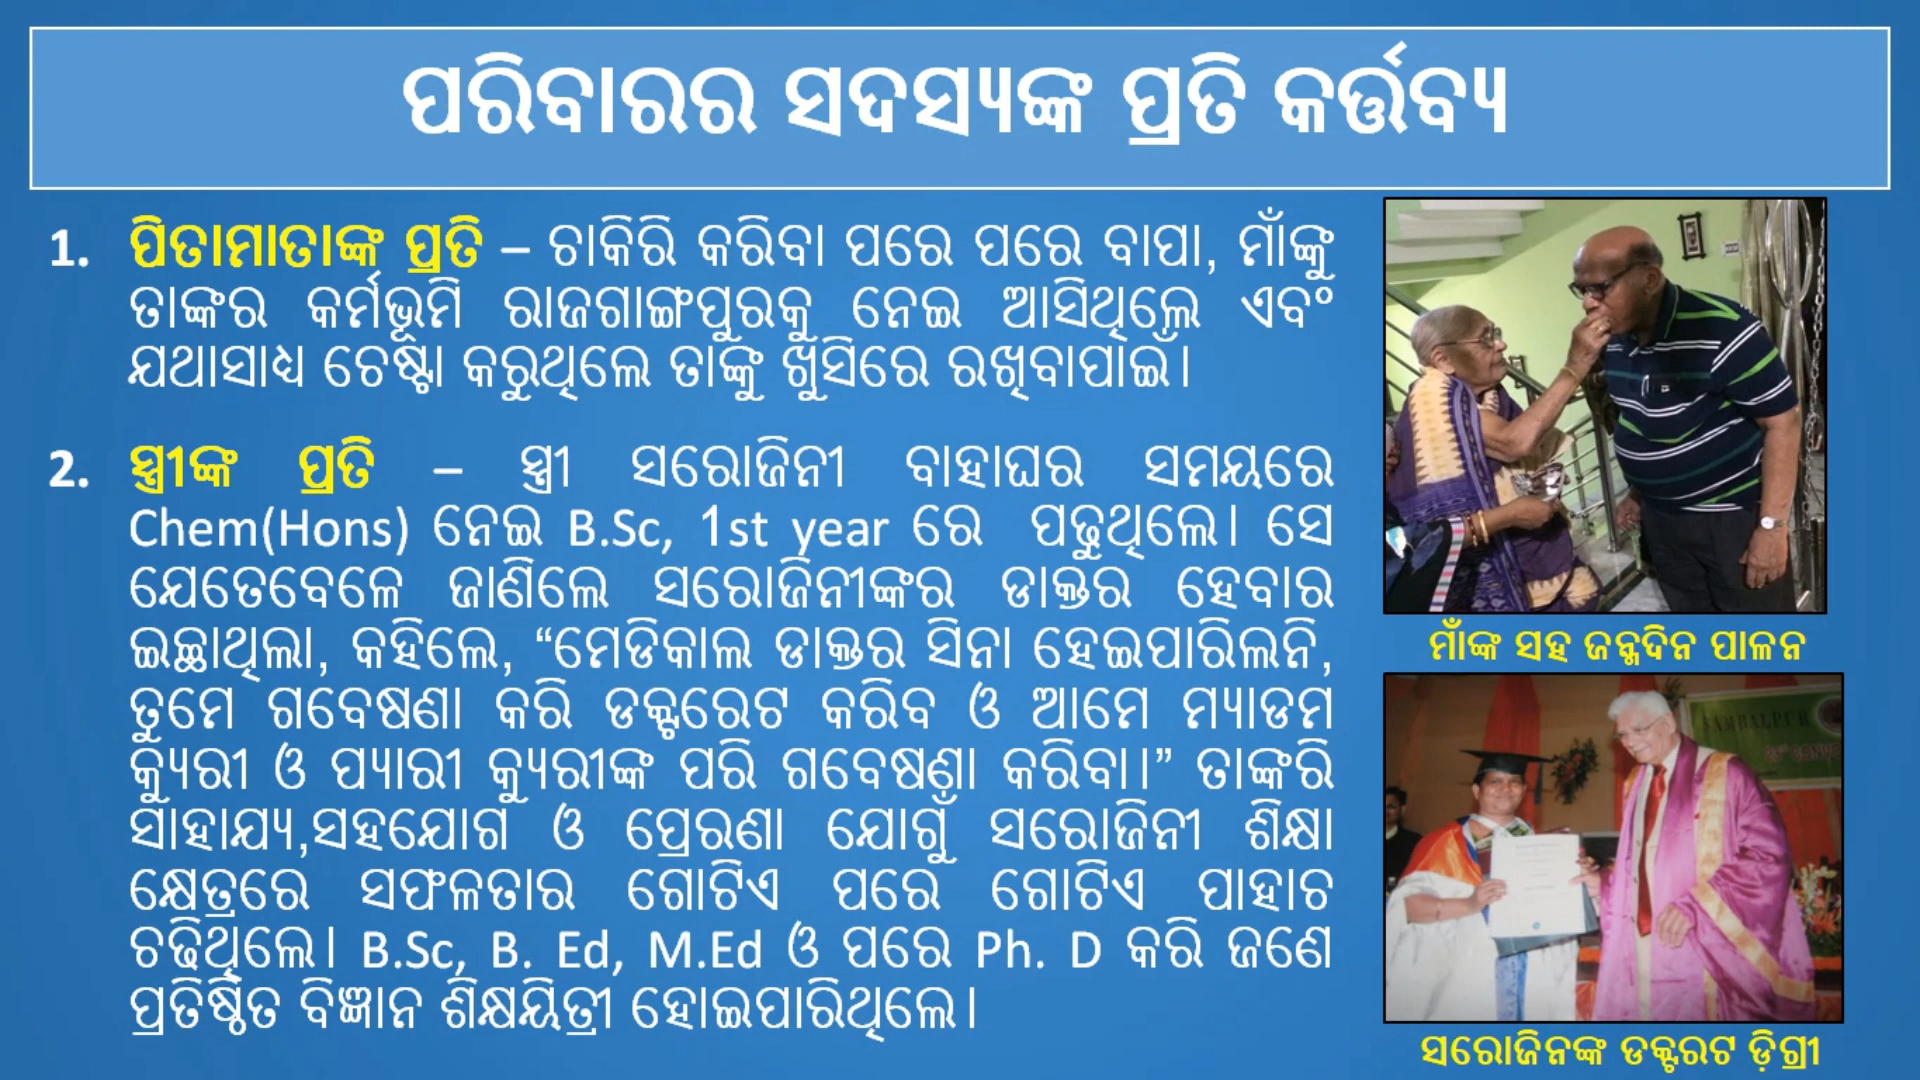 ପରିବାରର ସଦସ୍ୟଙ୍କ ପ୍ରତି କର୍ତ୍ତବ୍ୟ
1. ପିତାମାତାଙ୍କ ପ୍ରତି – ଚାକିରି କରିବା ପରେ ପରେ ବାପା, ମାଁଙ୍କୁ
ତାଙ୍କର କର୍ମଭୂମି ରାଜଗାଙ୍ଗପୁରକୁ ନେଇ ଆସିଥିଲେ ଏବଂ
ଯଥାସାଧ୍ୟ ଚେଷ୍ଟା କରୁଥିଲେ ତାଙ୍କୁ ଖୁସିରେ ରଖିବାପାଇଁ।
2. ସ୍ତ୍ରୀଙ୍କ ପ୍ରତି – ସ୍ତ୍ରୀ ସରୋଜିନୀ ବାହାଘର ସମୟରେ
Chem(Hons) ନେଇ B.Sc, 1st year ରେ ପଢୁଥିଲେ। ସେ
ଯେତେବେଳେ ଜାଣିଲେ ସରୋଜିନୀଙ୍କର ଡାକ୍ତର ହେବାର
ଇଚ୍ଛାଥିଲା, କହିଲେ, “ମେଡିକାଲ ଡାକ୍ତର ସିନା ହେଇପାରିଲନି,
ତୁମେ ଗବେଷଣା କରି ଡକ୍ଟରେଟ କରିବ ଓ ଆମେ ମ୍ୟାଡମ
କ୍ୟୁରୀ ଓ ପ୍ୟାରୀ କ୍ୟୁରୀଙ୍କ ପରି ଗବେଷଣା କରିବା।” ତାଙ୍କରି
ସାହାଯ୍ୟ,ସହଯୋଗ ଓ ପ୍ରେରଣା ଯୋଗୁଁ ସରୋଜିନୀ ଶିକ୍ଷା
କ୍ଷେତ୍ରରେ ସଫଳତାର ଗୋଟିଏ ପରେ ଗୋଟିଏ ପାହାଚ
ଚଢିଥିଲେ। B.Sc, B. Ed, M.Ed ଓ ପରେ Ph. D କରି ଜଣେ
ପ୍ରତିଷ୍ଠିତ ବିଜ୍ଞାନ ଶିକ୍ଷୟିତ୍ରୀ ହୋଇପାରିଥିଲେ।
ମାଁଙ୍କ ସହ ଜନ୍ମଦିନ ପାଳନ
SAMBALPUR
ସରୋଜିନଙ୍କ ଡକ୍ଟରଟ ଡ଼ିଗ୍ରୀ